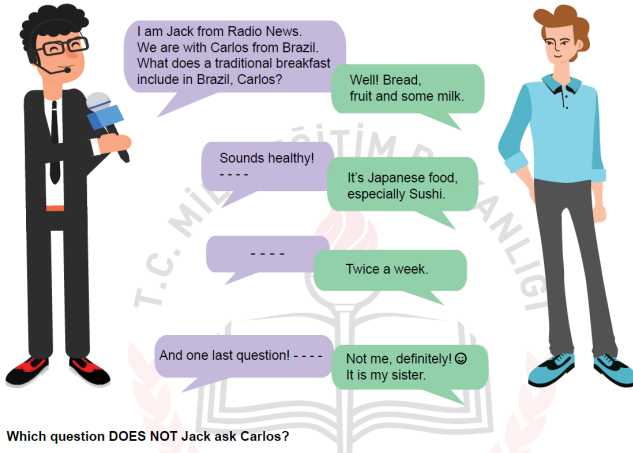 I am Jack from Radio News.
We are with Carlos from Brazil.
What does a traditional breakfast
include in Brazil, Carlos?
Well! Bread,
fruit and some milk.
Sounds healthy!
- - - -
It's Japanese food,
especially Sushi.
- - - -
Twice a week.
And one last question! - - - -
Not me, definitely! ☺
It is my sister.
Which question DOES NOT Jack ask Carlos?